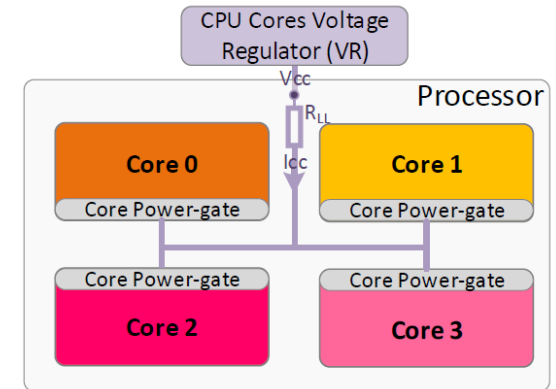 CPU Cores Voltage
Regulator (VR)
Vcc
Processor
RLL
Icc
Core 0
Core 1
Core Power-gate
Core Power-gate
Core Power-gate
Core Power-gate
Core 2
Core 3